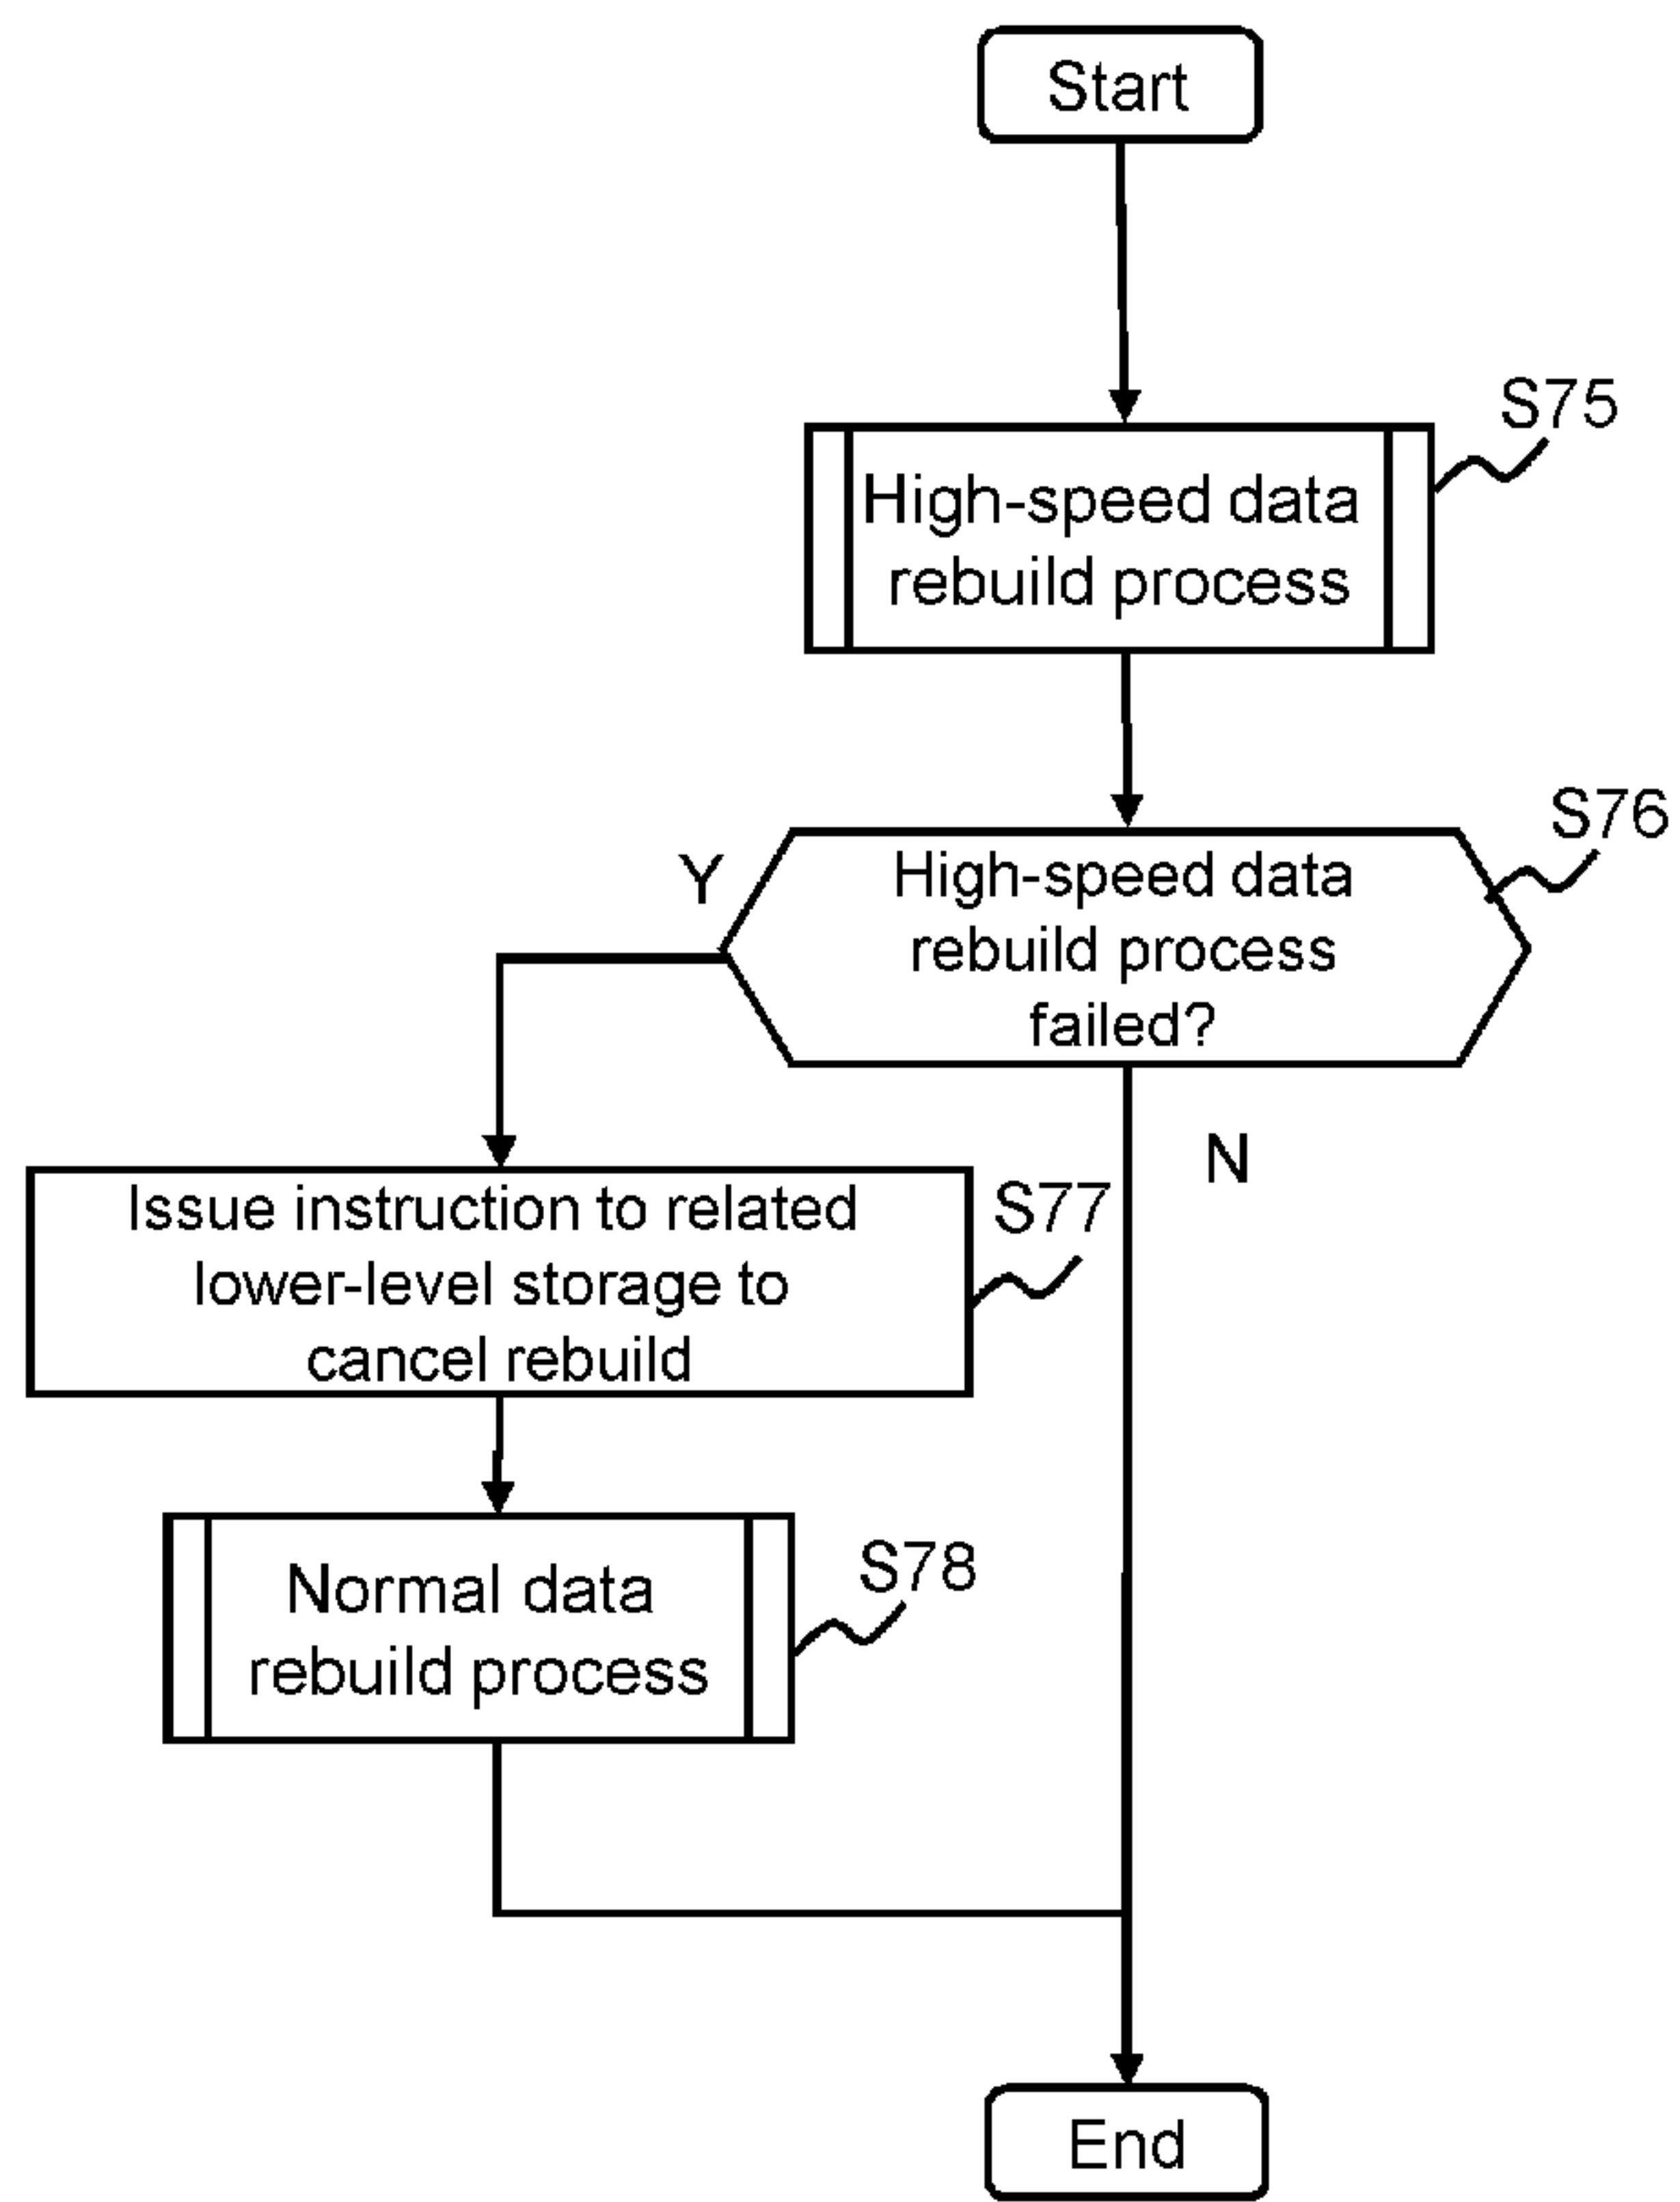 Start
S75
High-speed data
rebuild process
S76
Y
High-speed data
rebuild process
failed?
N
S77
Issue instruction to related
lower-level storage to
cancel rebuild
S78
Normal data
rebuild process
End